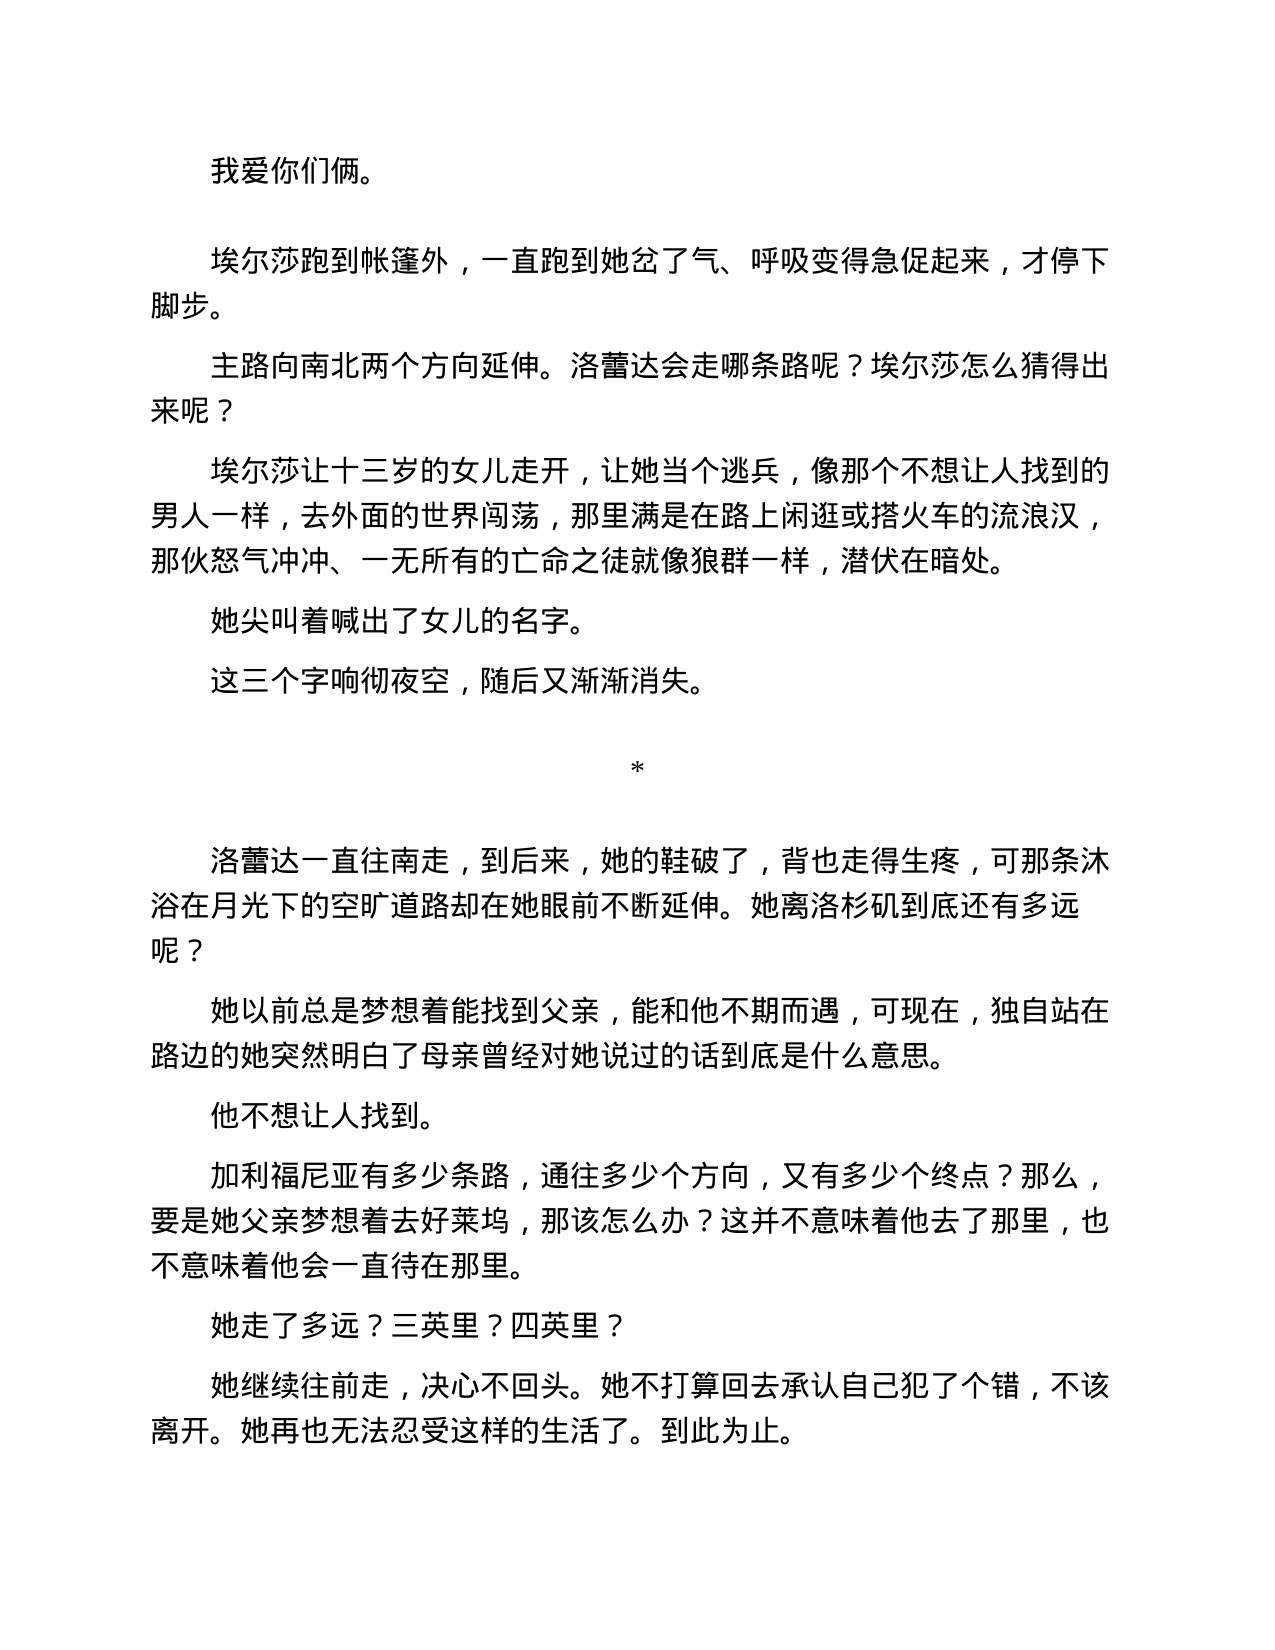 我爱你们俩。
埃尔莎跑到帐篷外，一直跑到她岔了气、呼吸变得急促起来，才停下
脚步。
主路向南北两个方向延伸。洛蕾达会走哪条路呢？埃尔莎怎么猜得出
来呢？
埃尔莎让十三岁的女儿走开，让她当个逃兵，像那个不想让人找到的
男人一样，去外面的世界闯荡，那里满是在路上闲逛或搭火车的流浪汉，
那伙怒气冲冲、一无所有的亡命之徒就像狼群一样，潜伏在暗处。
她尖叫着喊出了女儿的名字。
这三个字响彻夜空，随后又渐渐消失。
*
洛蕾达一直往南走，到后来，她的鞋破了，背也走得生疼，可那条沐
浴在月光下的空旷道路却在她眼前不断延伸。她离洛杉矶到底还有多远
呢？
她以前总是梦想着能找到父亲，能和他不期而遇，可现在，独自站在
路边的她突然明白了母亲曾经对她说过的话到底是什么意思。
他不想让人找到。
加利福尼亚有多少条路，通往多少个方向，又有多少个终点？那么，
要是她父亲梦想着去好莱坞，那该怎么办？这并不意味着他去了那里，也
不意味着他会一直待在那里。
她走了多远？三英里？四英里？
她继续往前走，决心不回头。她不打算回去承认自己犯了个错，不该
离开。她再也无法忍受这样的生活了。到此为止。